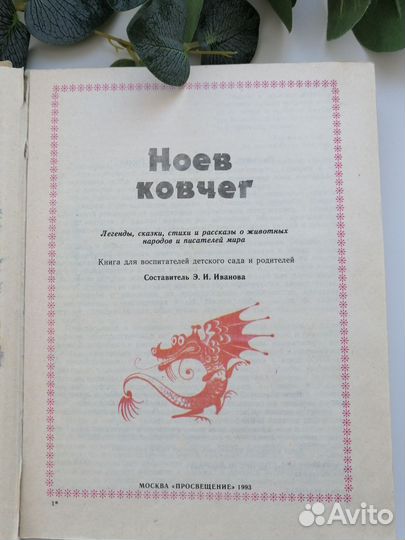 Ноев
ковчег
Легенды, сказки, стихи и рассказы о животных
народов и писателей мира
Книга для воспитателей детского сада и родителей
Составитель Э. И. Иванова
МОСКВА «ПРОСВЕЩЕНИЕ» 1993
1*
Avito